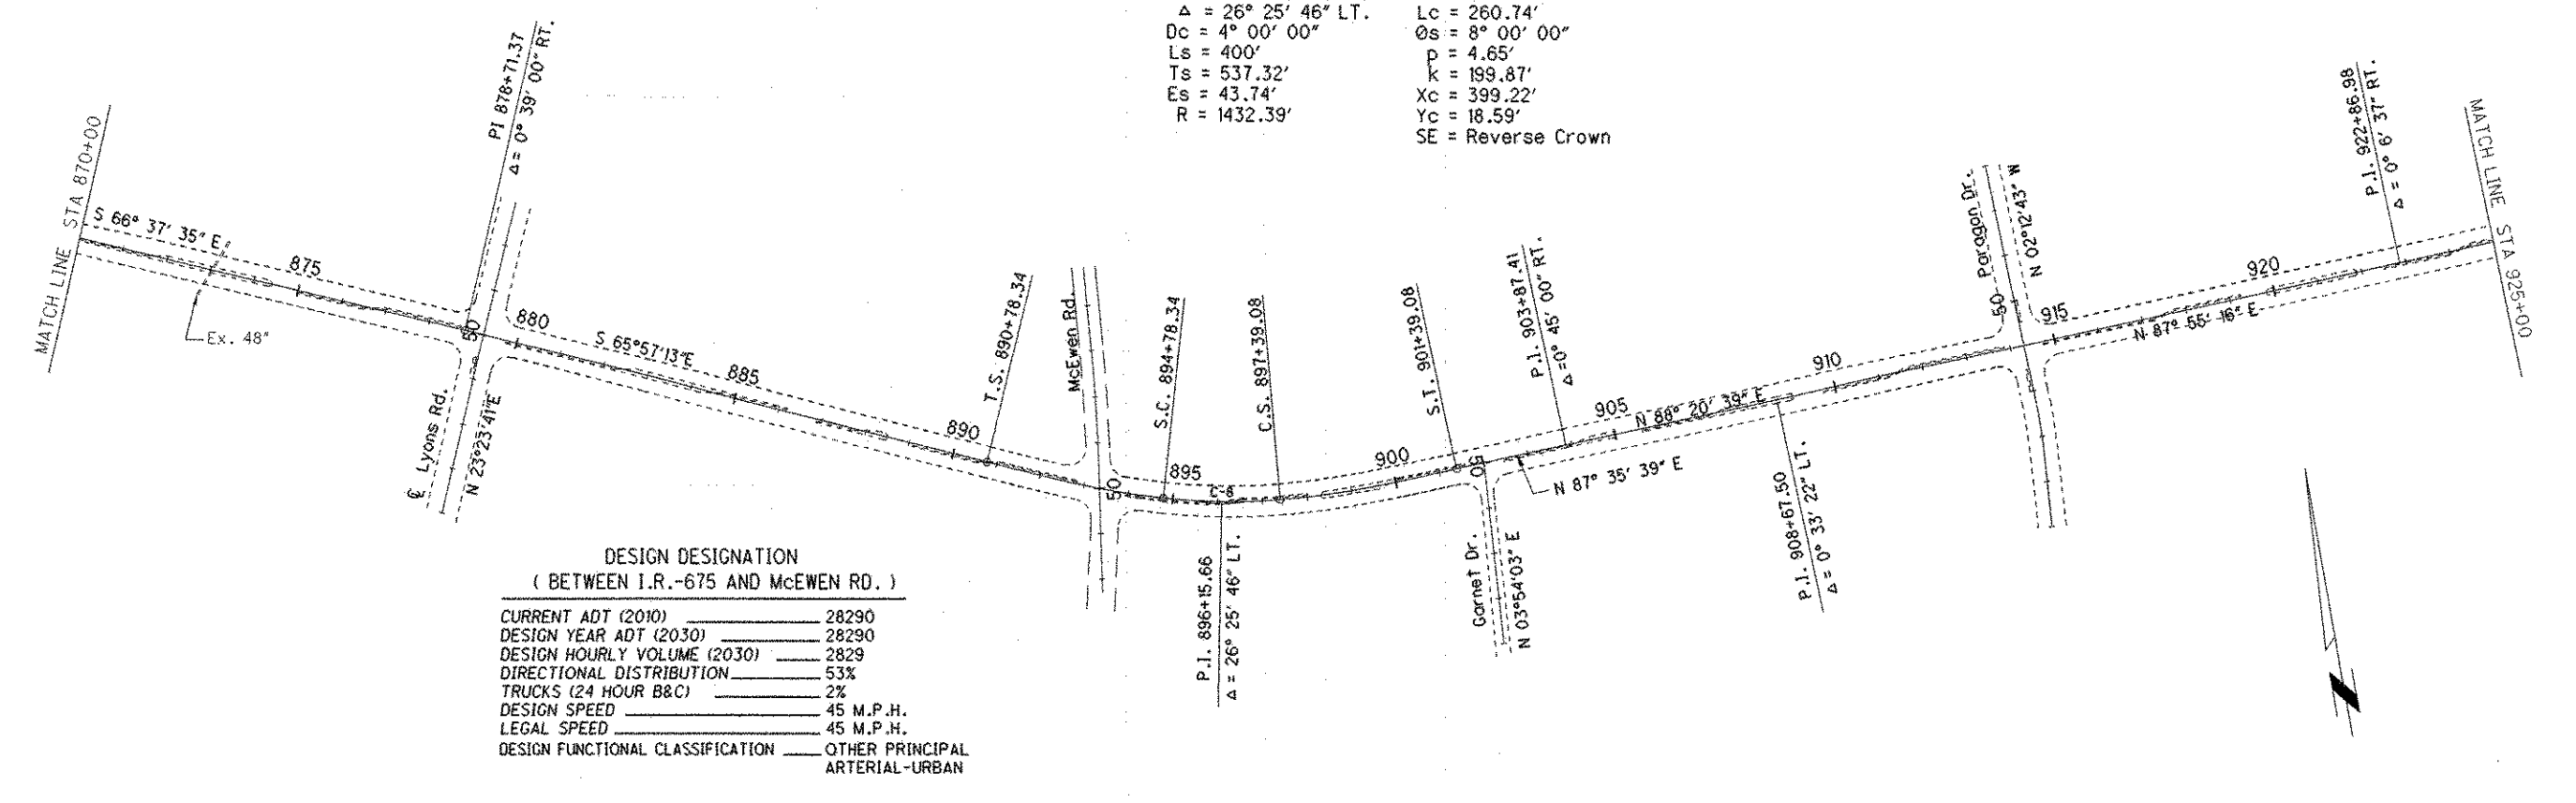 Δ = 26° 25' 46" LT.
Dc = 4° 00' 00"
Ls = 400'
Ts = 537.32'
Es = 43.74'
R = 1432.39'
Lc = 260.74'
Øs = 8° 00' 00"
p = 4.65'
k = 199.87'
Xc = 399.22'
Yc = 18.59'
SE = Reverse Crown
MATCH LINE STA 870+00
S 66° 37' 35" E
Ex. 48"
875
PI 878+71.37
Δ = 0° 39' 00" RT.
50
880
₵ Lyons Rd.
N 23°23'41"E
S 65°57'13"E
885
890
T.S. 890+78.34
McEwen Rd.
50
S.C. 894+78.34
895
C-8
C.S. 897+39.08
P.I. 896+15.66
Δ = 26° 25' 46" LT.
900
S.T. 901+39.08
50
Garnet Dr.
N 03°54'03" E
P.I. 903+87.41
Δ = 0° 45' 00" RT.
N 87° 35' 39" E
905
N 88° 20' 39" E
P.I. 908+67.50
Δ = 0° 33' 22" LT.
910
Paragon Dr.
N 02°12'43" W
50
915
N 87° 55' 16" E
920
P.I. 922+86.98
Δ = 0° 6' 37" RT.
MATCH LINE STA 925+00
DESIGN DESIGNATION
( BETWEEN I.R.-675 AND McEWEN RD. )
CURRENT ADT (2010) 28290
DESIGN YEAR ADT (2030) 28290
DESIGN HOURLY VOLUME (2030) 2829
DIRECTIONAL DISTRIBUTION 53%
TRUCKS (24 HOUR B&C) 2%
DESIGN SPEED 45 M.P.H.
LEGAL SPEED 45 M.P.H.
DESIGN FUNCTIONAL CLASSIFICATION OTHER PRINCIPAL
ARTERIAL-URBAN